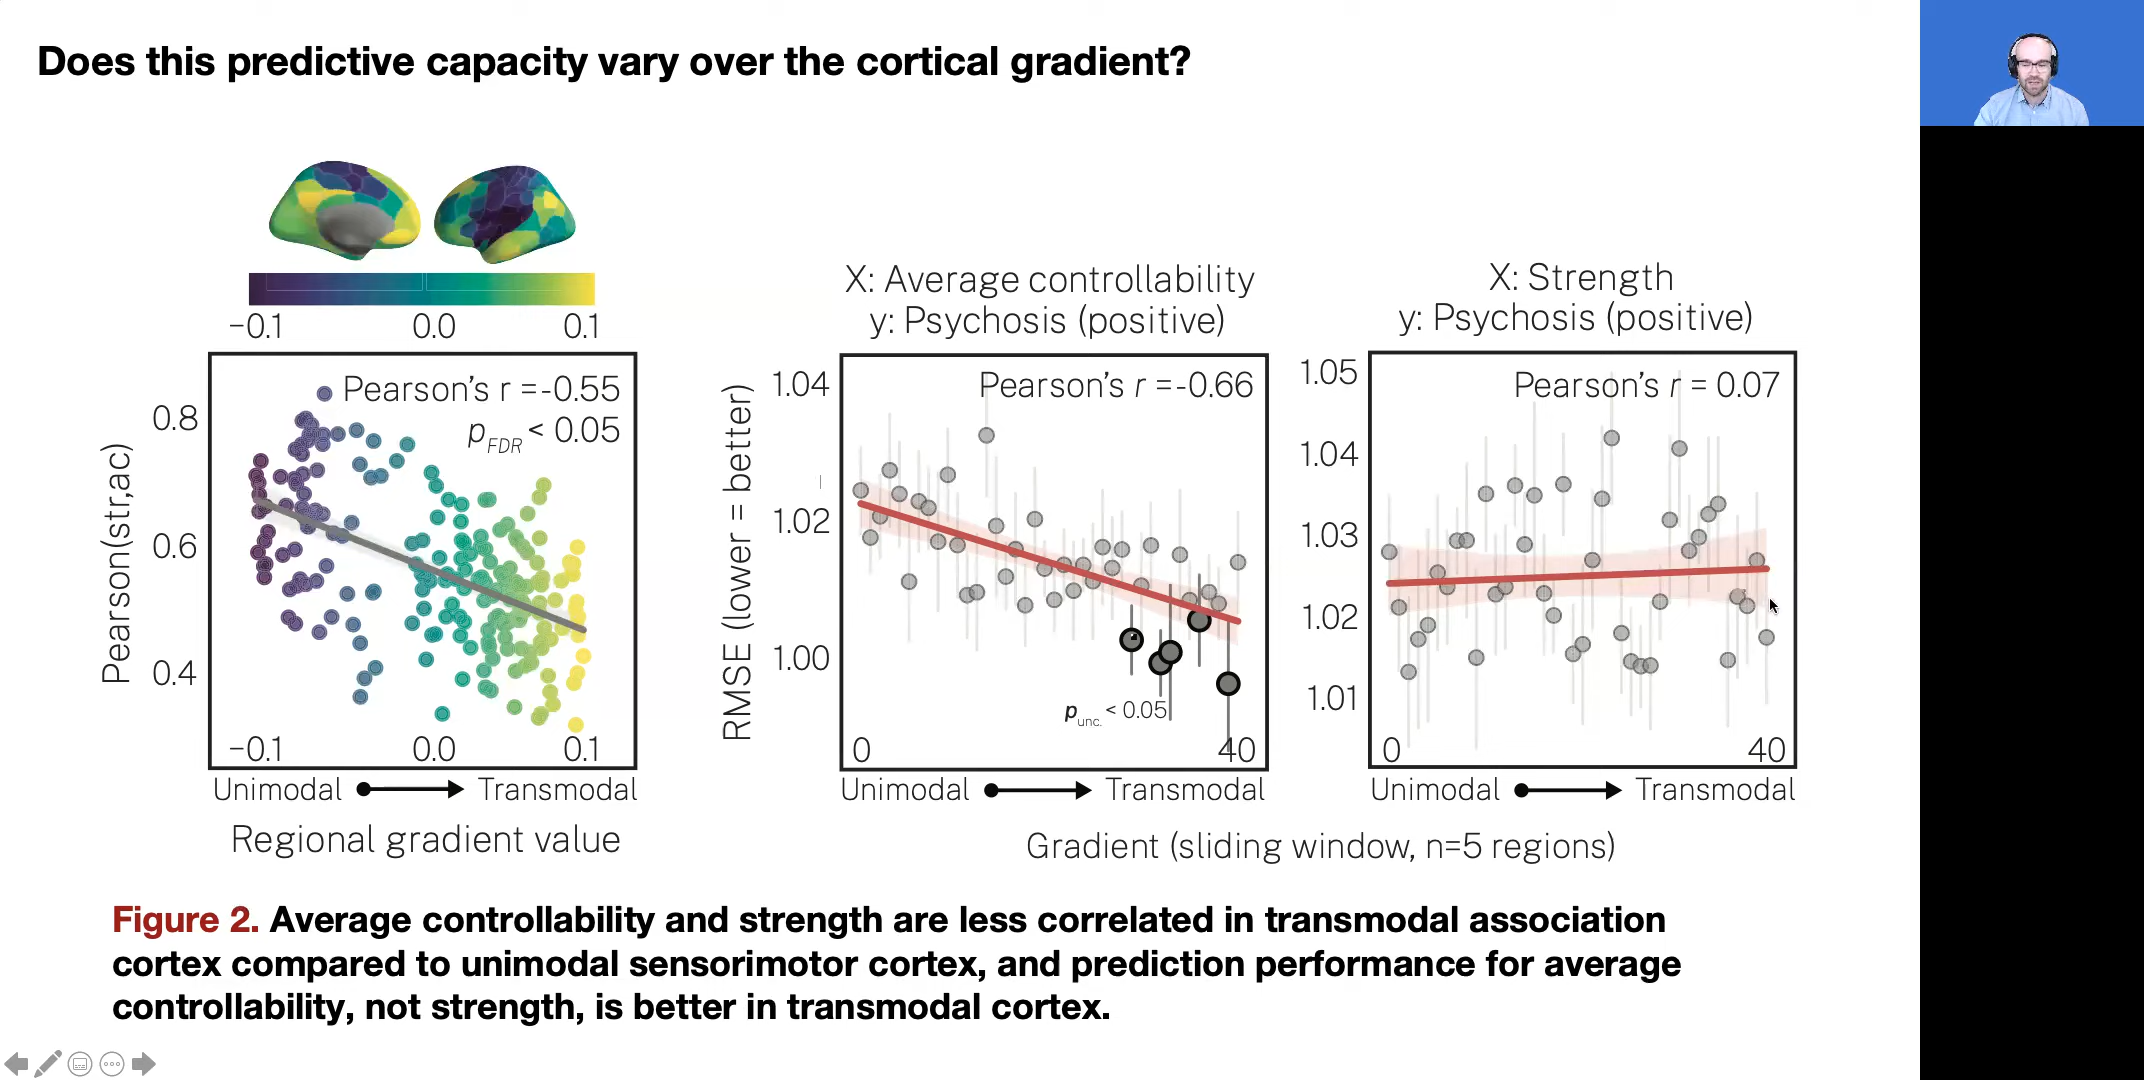 Does this predictive capacity vary over the cortical gradient?
−0.1 0.0 0.1
Pearson's r =-0.55
pFDR < 0.05
Pearson(str,ac)
0.8
0.6
0.4
−0.1 0.0 0.1
Unimodal Transmodal
Regional gradient value
X: Average controllability
y: Psychosis (positive)
Pearson's r =-0.66
RMSE (lower = better)
1.04
1.02
1.00
punc. < 0.05
0 40
Unimodal Transmodal
X: Strength
y: Psychosis (positive)
Pearson's r = 0.07
1.05
1.04
1.03
1.02
1.01
0 40
Unimodal Transmodal
Gradient (sliding window, n=5 regions)
Figure 2. Average controllability and strength are less correlated in transmodal association
cortex compared to unimodal sensorimotor cortex, and prediction performance for average
controllability, not strength, is better in transmodal cortex.